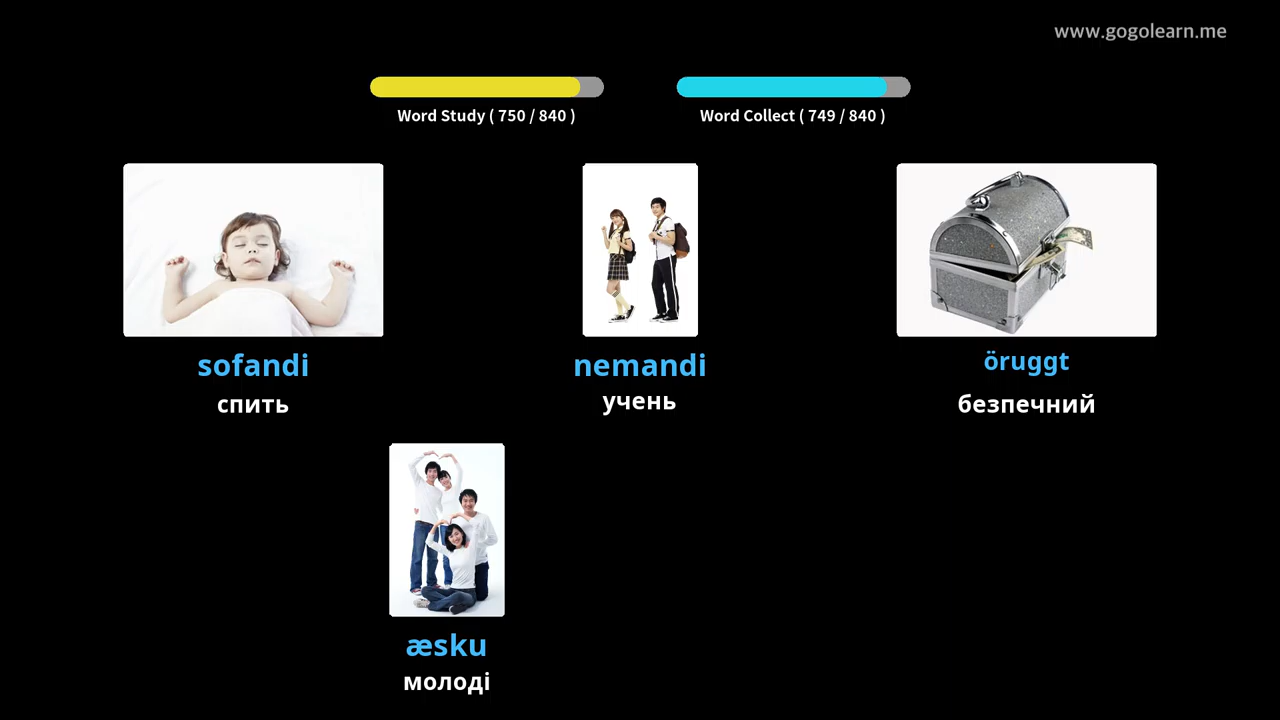 www.gogolearn.me
Word Study ( 750 / 840 )
Word Collect ( 749 / 840 )
sofandi
спить
nemandi
учень
öruggt
безпечний
æsku
молоді